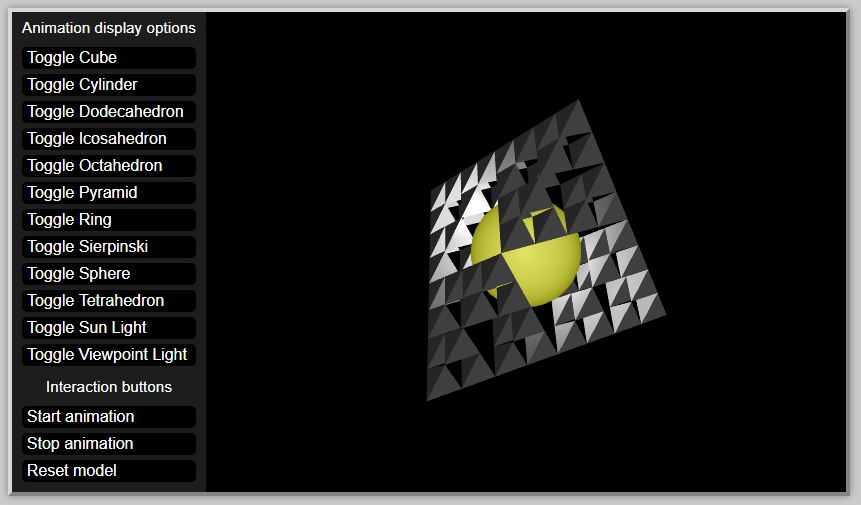 Animation display options
Toggle Cube
Toggle Cylinder
Toggle Dodecahedron
Toggle Icosahedron
Toggle Octahedron
Toggle Pyramid
Toggle Ring
Toggle Sierpinski
Toggle Sphere
Toggle Tetrahedron
Toggle Sun Light
Toggle Viewpoint Light
Interaction buttons
Start animation
Stop animation
Reset model